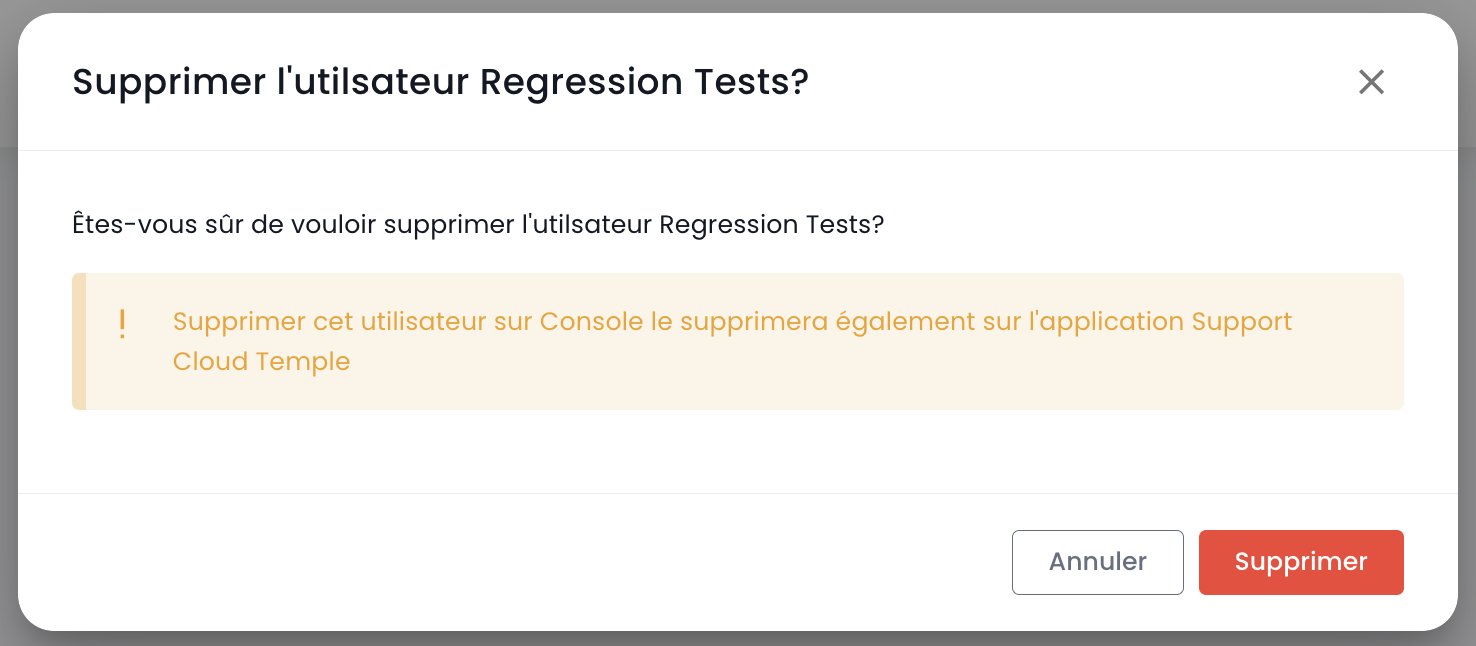 Supprimer l'utilsateur Regression Tests?
Êtes-vous sûr de vouloir supprimer l'utilsateur Regression Tests?
Supprimer cet utilisateur sur Console le supprimera également sur l'application Support
Cloud Temple
Annuler
Supprimer